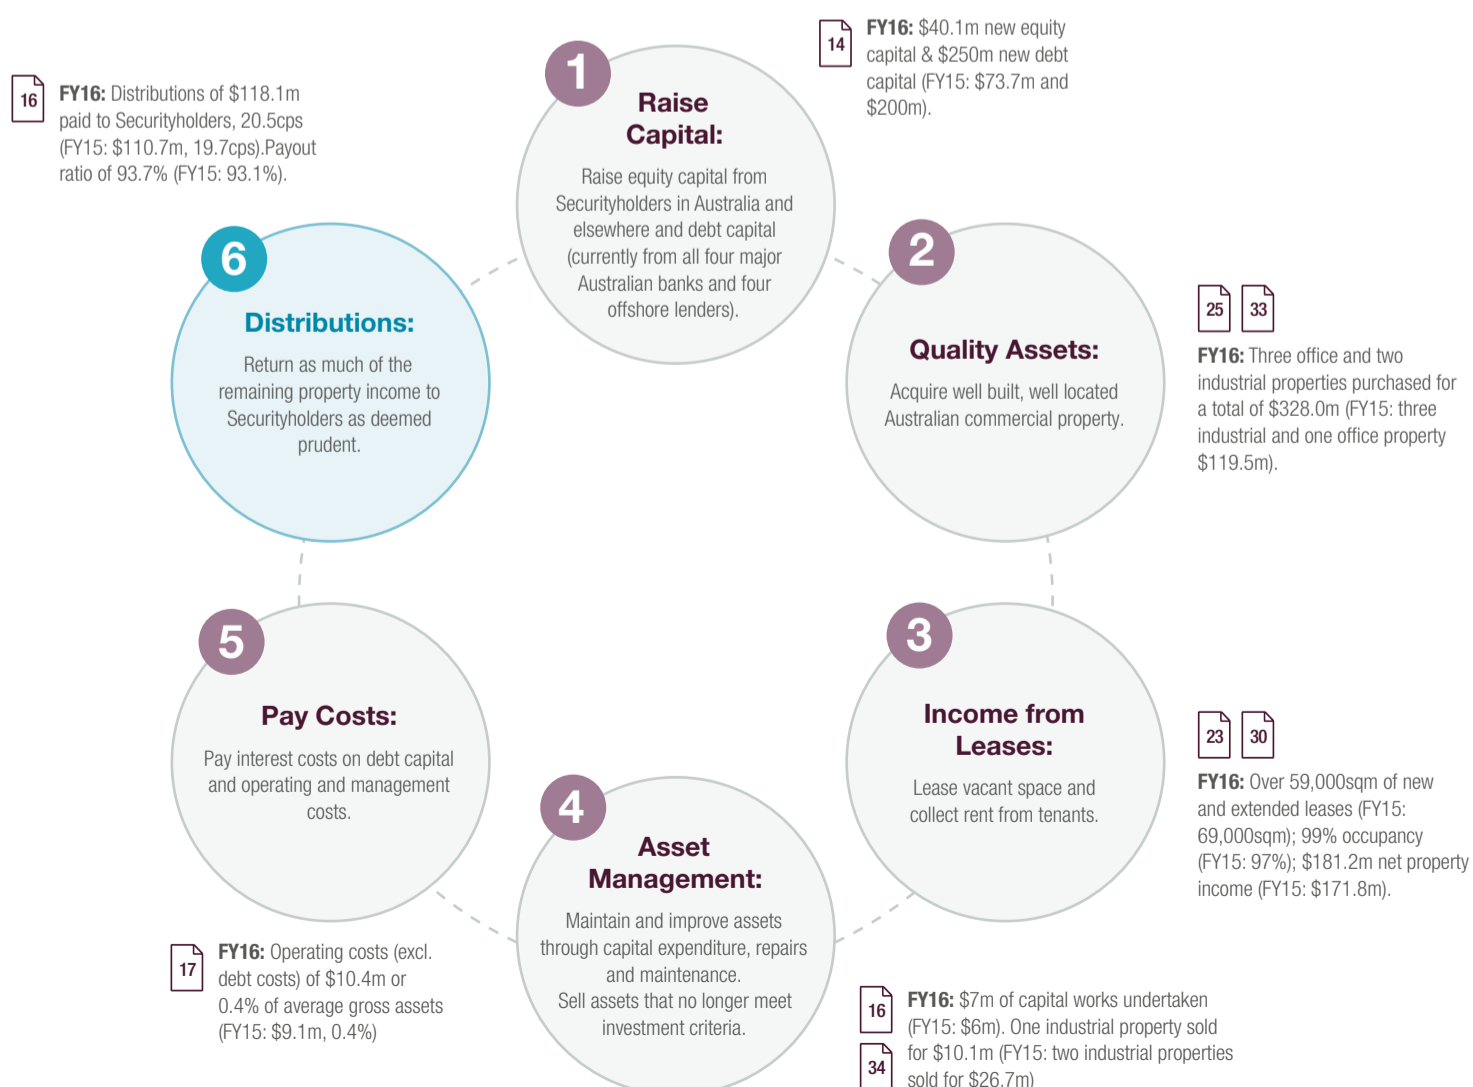 1
Raise
Capital:
Raise equity capital from
Securityholders in Australia and
elsewhere and debt capital
(currently from all four major
Australian banks and four
offshore lenders).
14
FY16: $40.1m new equity
capital & $250m new debt
capital (FY15: $73.7m and
$200m).
2
Quality Assets:
Acquire well built, well located
Australian commercial property.
25
33
FY16: Three office and two
industrial properties purchased for
a total of $328.0m (FY15: three
industrial and one office property
$119.5m).
3
Income from
Leases:
Lease vacant space and
collect rent from tenants.
23
30
FY16: Over 59,000sqm of new
and extended leases (FY15:
69,000sqm); 99% occupancy
(FY15: 97%); $181.2m net property
income (FY15: $171.8m).
4
Asset
Management:
Maintain and improve assets
through capital expenditure, repairs
and maintenance.
Sell assets that no longer meet
investment criteria.
16
34
FY16: $7m of capital works undertaken
(FY15: $6m). One industrial property sold
for $10.1m (FY15: two industrial properties
sold for $26.7m)
5
Pay Costs:
Pay interest costs on debt capital
and operating and management
costs.
17
FY16: Operating costs (excl.
debt costs) of $10.4m or
0.4% of average gross assets
(FY15: $9.1m, 0.4%)
6
Distributions:
Return as much of the
remaining property income to
Securityholders as deemed
prudent.
16
FY16: Distributions of $118.1m
paid to Securityholders, 20.5cps
(FY15: $110.7m, 19.7cps).Payout
ratio of 93.7% (FY15: 93.1%).